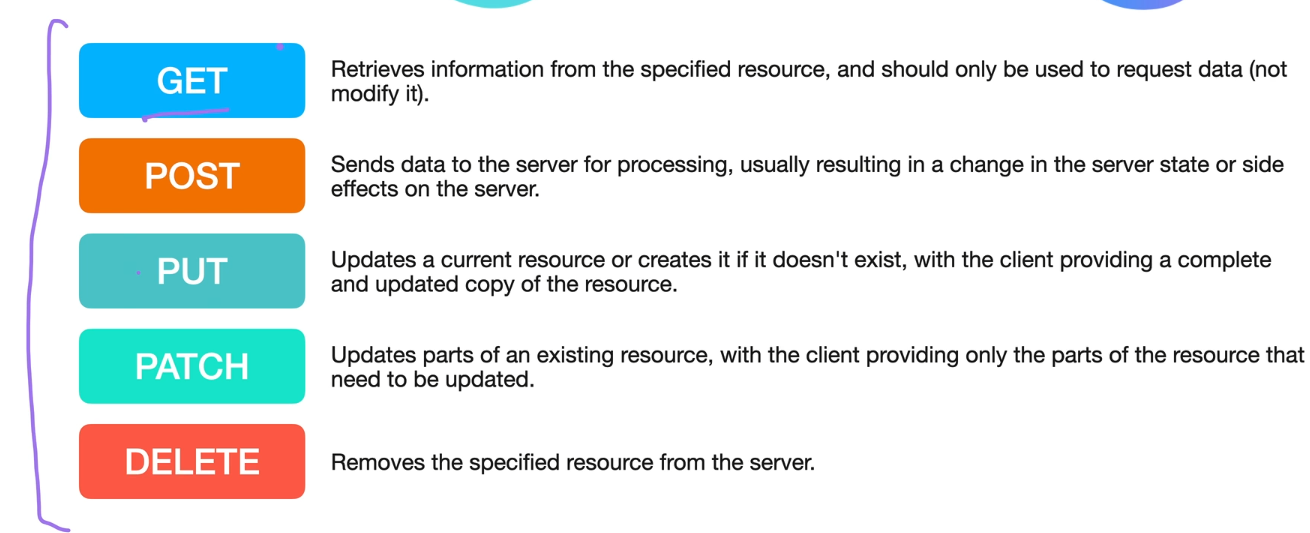 GET
Retrieves information from the specified resource, and should only be used to request data (not
modify it).
POST
Sends data to the server for processing, usually resulting in a change in the server state or side
effects on the server.
PUT
Updates a current resource or creates it if it doesn't exist, with the client providing a complete
and updated copy of the resource.
PATCH
Updates parts of an existing resource, with the client providing only the parts of the resource that
need to be updated.
DELETE
Removes the specified resource from the server.